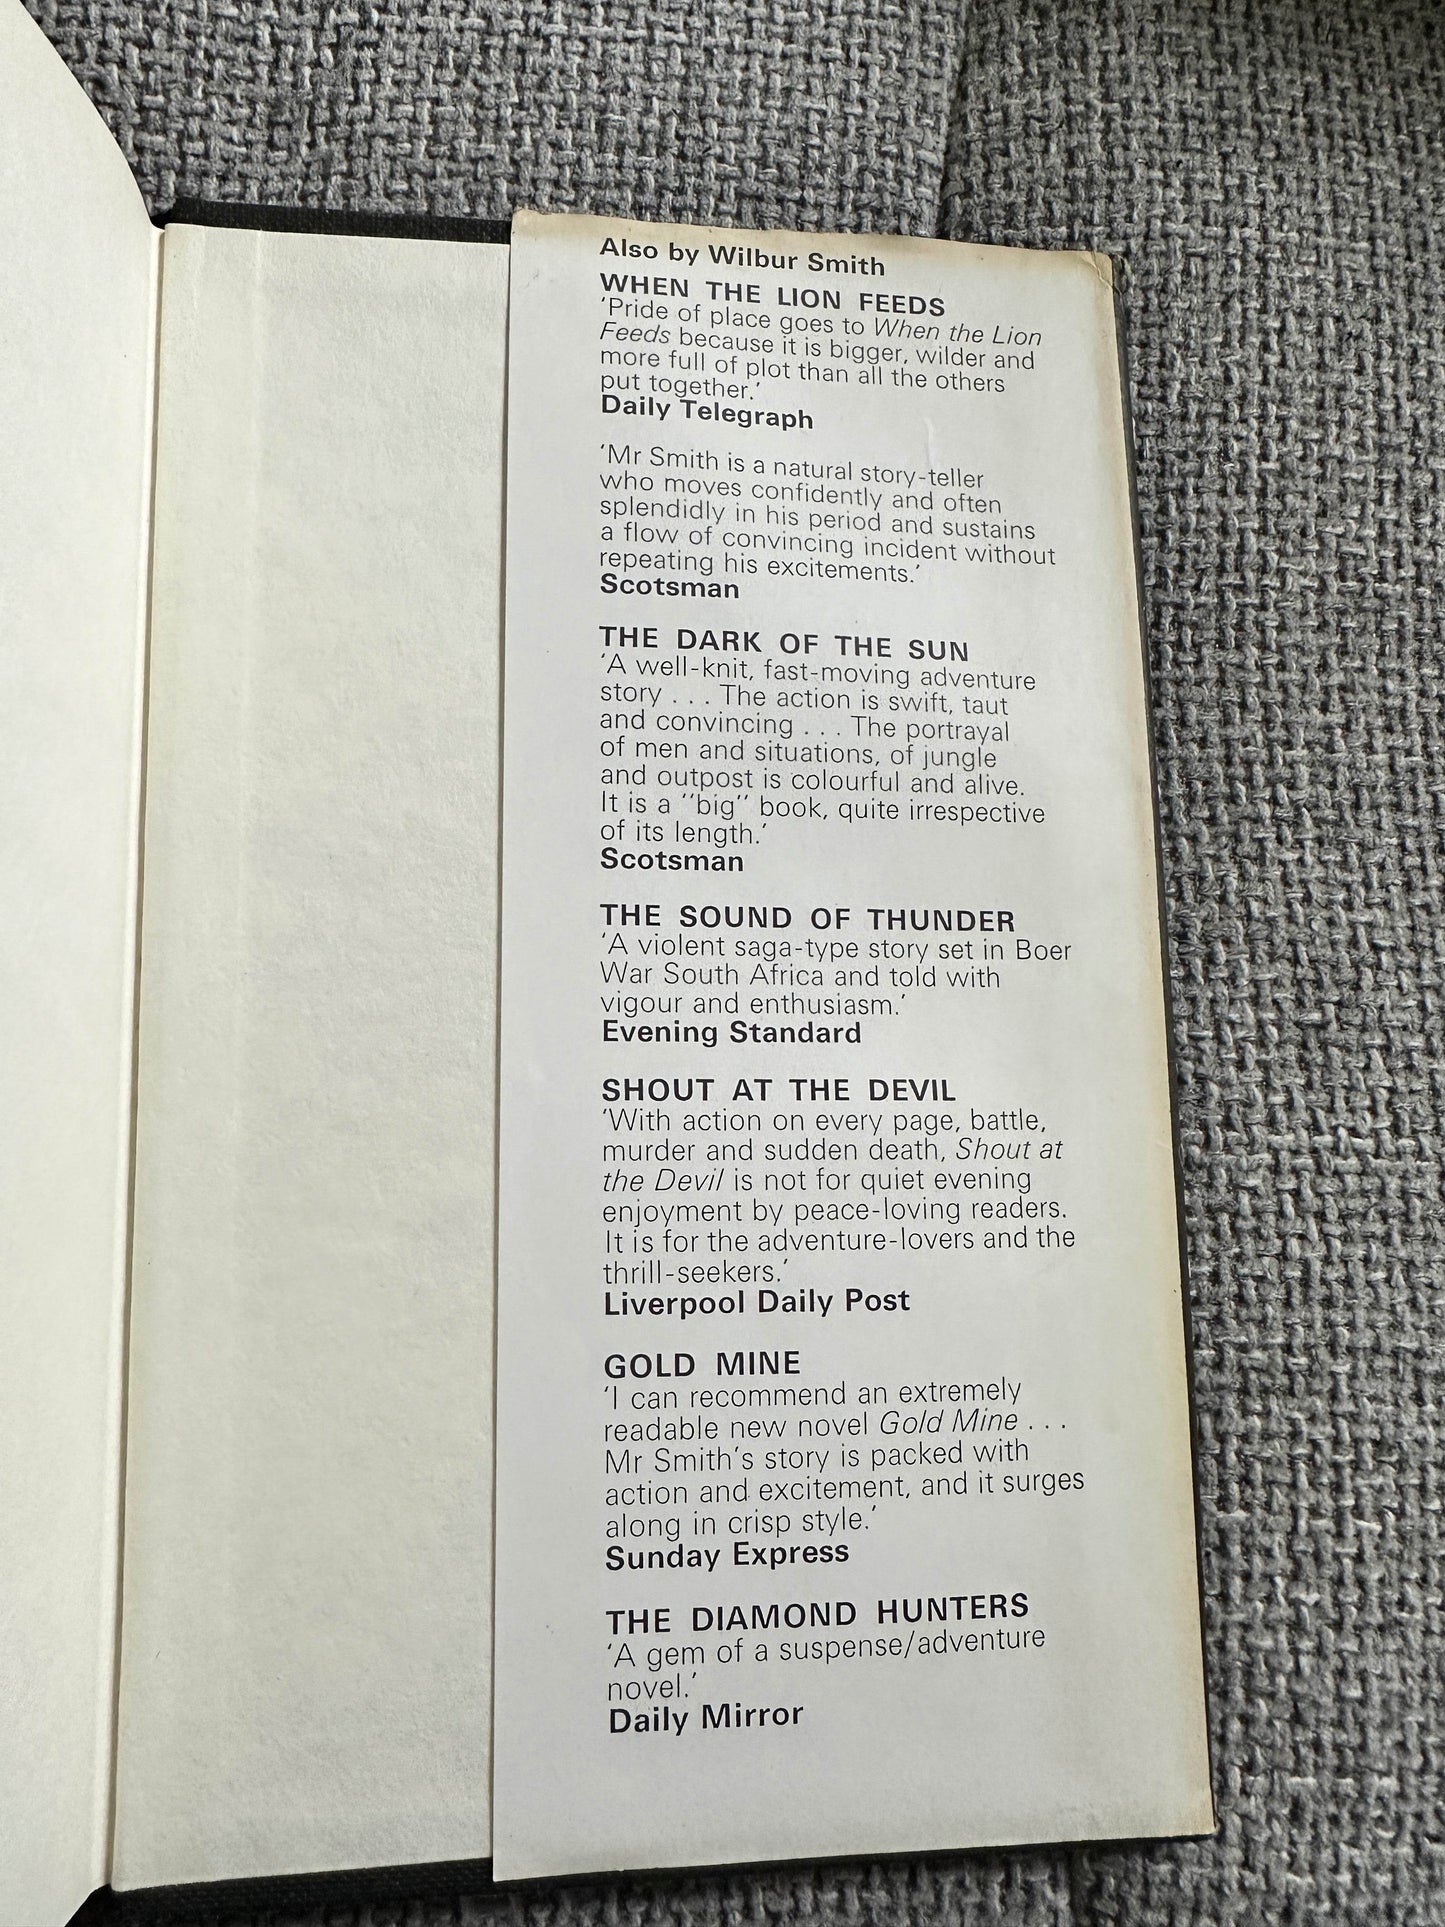 Also by Wilbur Smith
WHEN THE LION FEEDS
‘Pride of place goes to When the Lion
Feeds because it is bigger, wilder and
more full of plot than all the others
put together.’
Daily Telegraph
‘Mr Smith is a natural story-teller
who moves confidently and often
splendidly in his period and sustains
a flow of convincing incident without
repeating his excitements.’
Scotsman
THE DARK OF THE SUN
‘A well-knit, fast-moving adventure
story . . . The action is swift, taut
and convincing . . . The portrayal
of men and situations, of jungle
and outpost is colourful and alive.
It is a ‘‘big’’ book, quite irrespective
of its length.’
Scotsman
THE SOUND OF THUNDER
‘A violent saga-type story set in Boer
War South Africa and told with
vigour and enthusiasm.’
Evening Standard
SHOUT AT THE DEVIL
‘With action on every page, battle,
murder and sudden death, Shout at
the Devil is not for quiet evening
enjoyment by peace-loving readers.
It is for the adventure-lovers and the
thrill-seekers.’
Liverpool Daily Post
GOLD MINE
‘I can recommend an extremely
readable new novel Gold Mine . . .
Mr Smith’s story is packed with
action and excitement, and it surges
along in crisp style.’
Sunday Express
THE DIAMOND HUNTERS
‘A gem of a suspense/adventure
novel.’
Daily Mirror